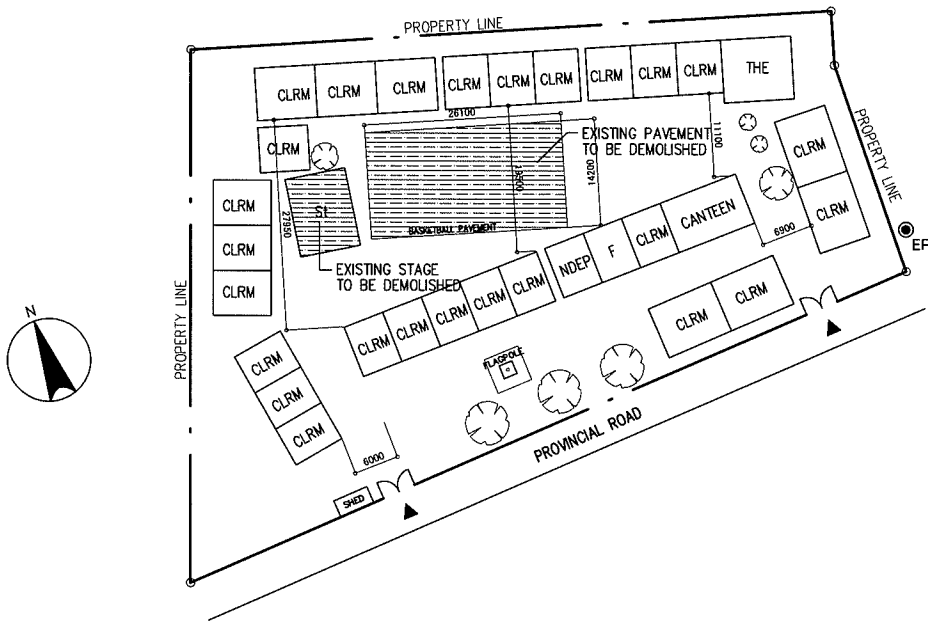 PROPERTY LINE
CLRM
CLRM
CLRM
CLRM
CLRM
CLRM
CLRM
CLRM
CLRM
THE
26100
EXISTING PAVEMENT
TO BE DEMOLISHED
11100
14200
PROPERTY LINE
CLRM
CLRM
CLRM
CLRM
CLRM
CLRM
27950
BASKETBALL PAVEMENT
EXISTING STAGE
TO BE DEMOLISHED
NDEP
F
CLRM
CANTEEN
6900
EF
CLRM
CLRM
CLRM
CLRM
CLRM
CLRM
CLRM
PROPERTY LINE
N
CLRM
CLRM
CLRM
FLAGPOLE
6000
PROVINCIAL ROAD
SHED